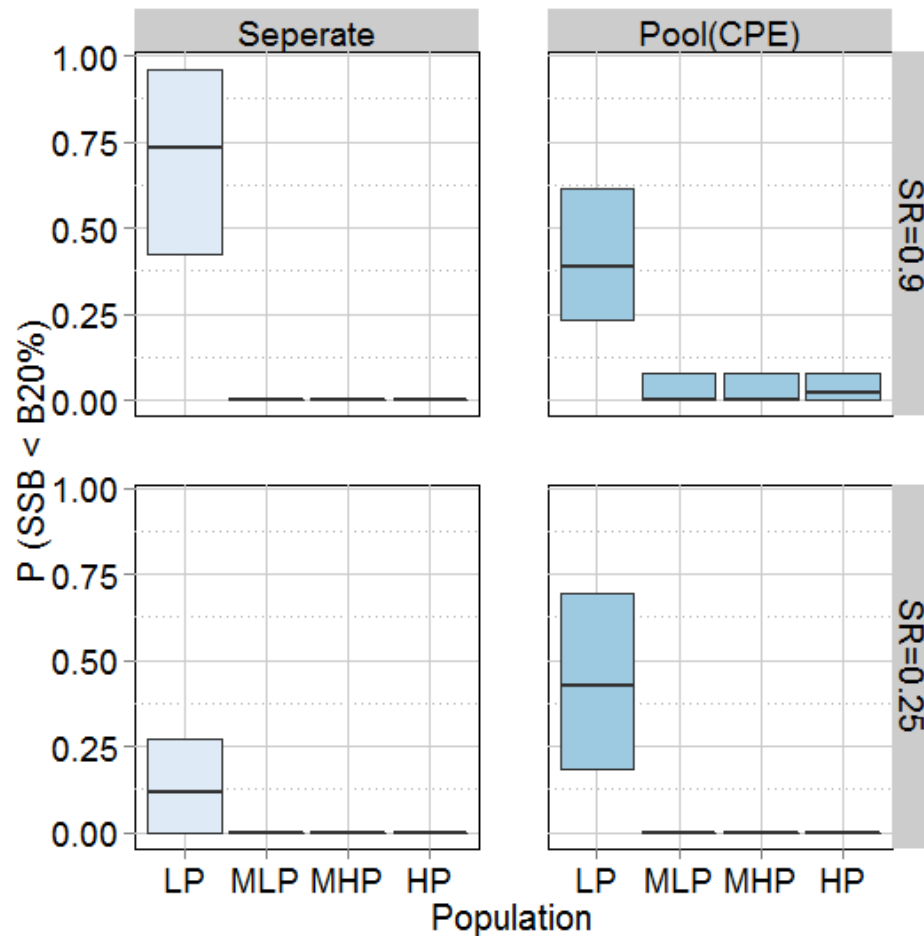 Seperate
Pool(CPE)
P (SSB < B20%)
1.00
0.75
0.50
0.25
0.00
SR=0.9
1.00
0.75
0.50
0.25
0.00
SR=0.25
LP MLP MHP HP
LP MLP MHP HP
Population